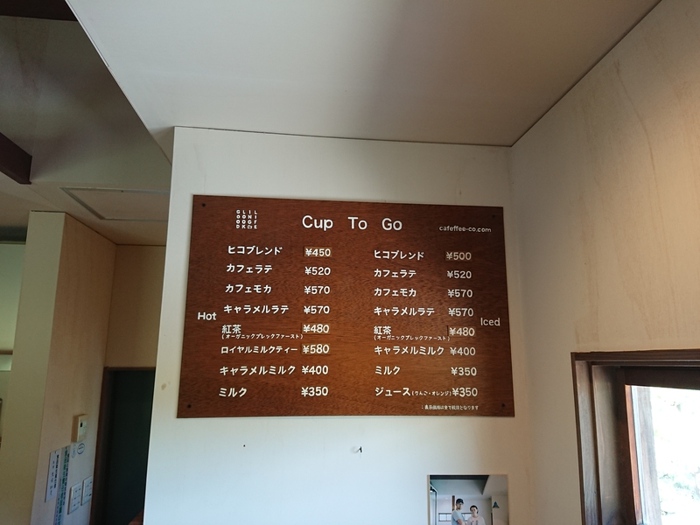 Cup To Go
cafeffee-co.com
Hot
ヒコブレンド ¥450
カフェラテ ¥520
カフェモカ ¥570
キャラメルラテ ¥570
紅茶 ¥480
(オーガニックブレックファースト)
ロイヤルミルクティー ¥580
キャラメルミルク ¥400
ミルク ¥350
Iced
ヒコブレンド ¥500
カフェラテ ¥520
カフェモカ ¥570
キャラメルラテ ¥570
紅茶 ¥480
(オーガニックブレックファースト)
キャラメルミルク ¥400
ミルク ¥350
ジュース(りんご・オレンジ) ¥350